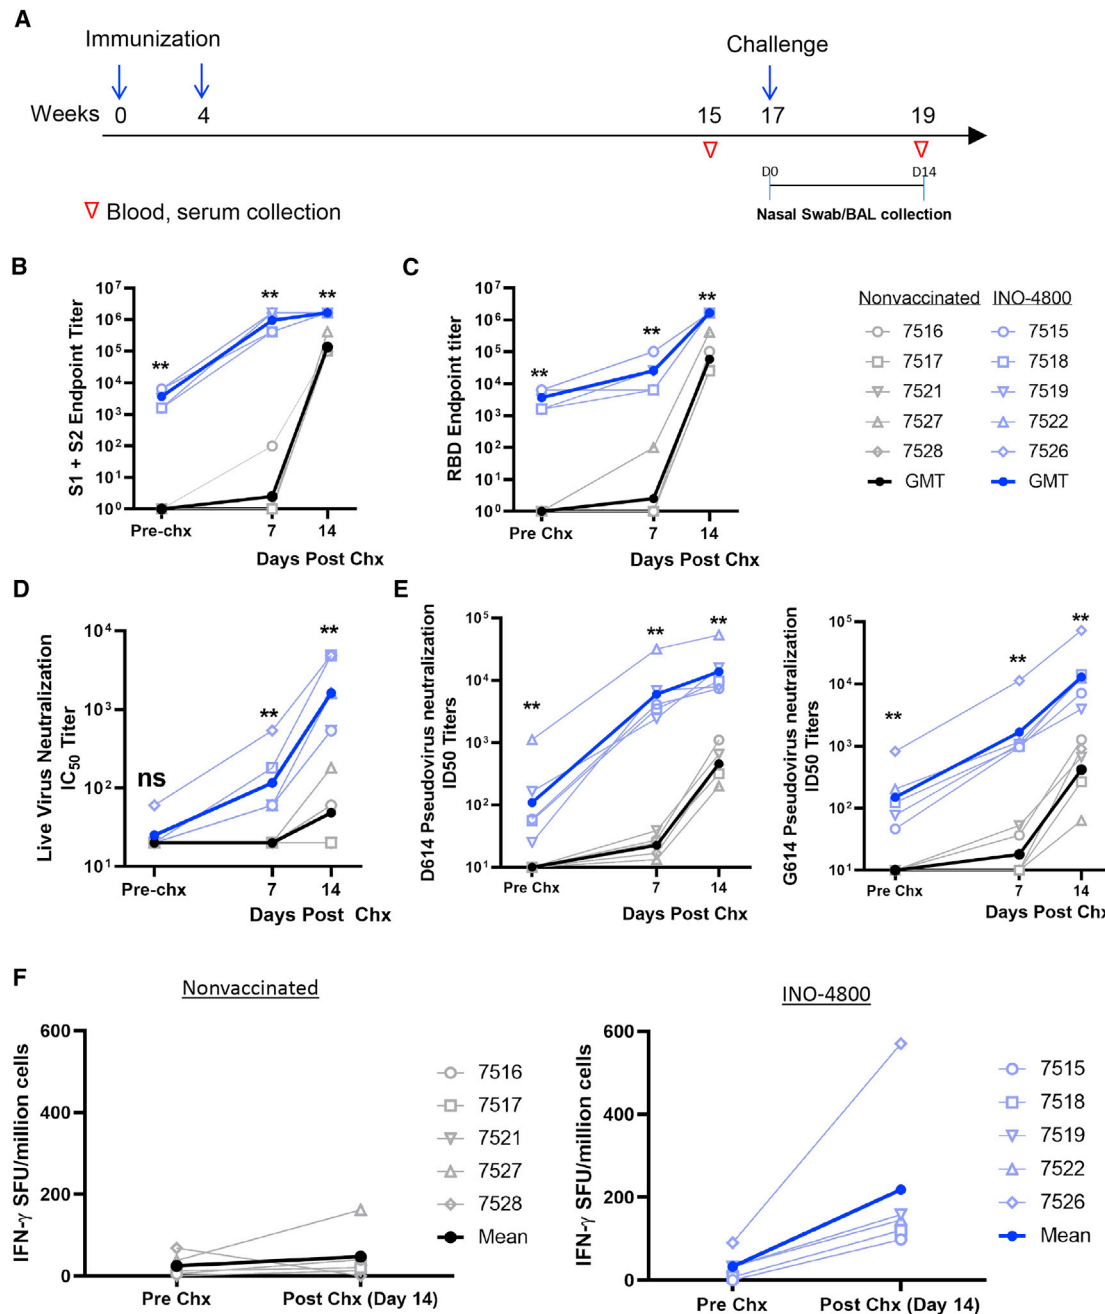 A
Immunization
Challenge
Weeks 0 4 15 17 19
D0 D14
Blood, serum collection
Nasal Swab/BAL collection
B
S1 + S2 Endpoint Titer
10^7
10^6
10^5
10^4
10^3
10^2
10^1
10^0
** ** **
Pre-chx 7 14
Days Post Chx
C
RBD Endpoint titer
10^7
10^6
10^5
10^4
10^3
10^2
10^1
10^0
** ** **
Pre Chx 7 14
Days Post Chx
Nonvaccinated INO-4800
7516 7515
7517 7518
7521 7519
7527 7522
7528 7526
GMT GMT
D
Live Virus Neutralization
IC50 Titer
10^4
10^3
10^2
10^1
ns ** **
Pre-chx 7 14
Days Post Chx
E
D614 Pseudovirus neutralization
ID50 Titers
10^5
10^4
10^3
10^2
10^1
** ** **
Pre Chx 7 14
Days Post Chx
G614 Pseudovirus neutralization
ID50 Titers
10^5
10^4
10^3
10^2
10^1
** ** **
Pre Chx 7 14
Days Post Chx
F
Nonvaccinated
IFN-γ SFU/million cells
600
400
200
0
Pre Chx Post Chx (Day 14)
7516
7517
7521
7527
7528
Mean
INO-4800
IFN-γ SFU/million cells
600
400
200
0
Pre Chx Post Chx (Day 14)
7515
7518
7519
7522
7526
Mean